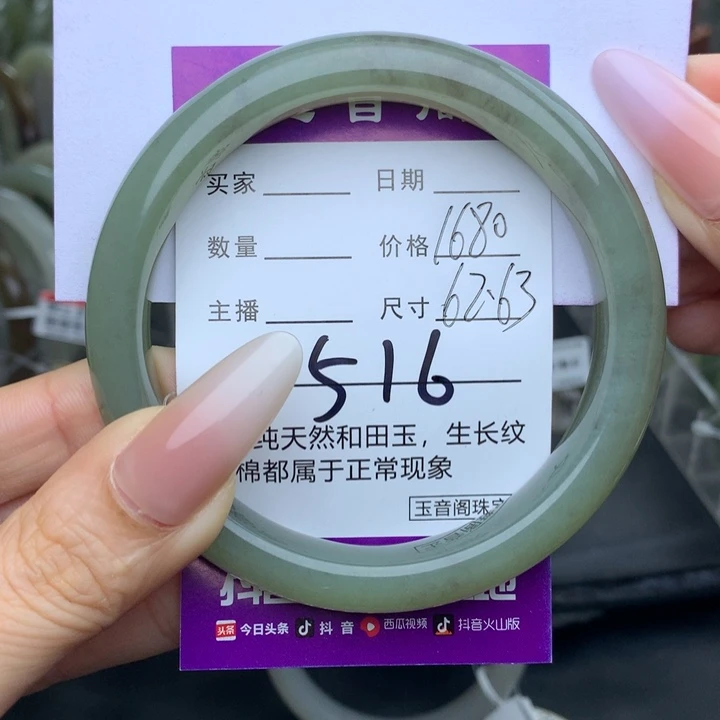 买家 日期
数量 价格 1680
主播 尺寸 62.63
516
纯天然和田玉，生长纹
棉都属于正常现象
玉音阁珠宝
今日头条 抖音 西瓜视频 抖音火山版